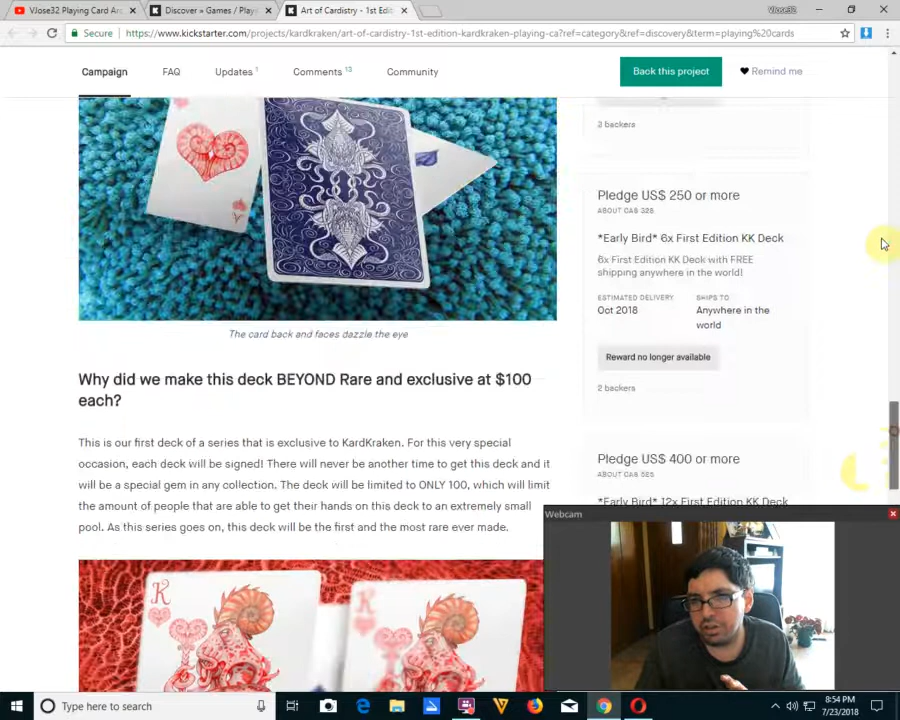 VJose32 Playing Card Arc
Discover » Games / Playi
Art of Cardistry - 1st Editi
VJose32
Secure
https://www.kickstarter.com/projects/kardkraken/art-of-cardistry-1st-edition-kardkraken-playing-ca?ref=category&ref=discovery&term=playing%20cards
Campaign
FAQ
Updates 1
Comments 13
Community
Back this project
Remind me
3 backers
Pledge US$ 250 or more
ABOUT CA$ 328
*Early Bird* 6x First Edition KK Deck
6x First Edition KK Deck with FREE
shipping anywhere in the world!
ESTIMATED DELIVERY
SHIPS TO
Oct 2018
Anywhere in the
world
Reward no longer available
2 backers
The card back and faces dazzle the eye
Why did we make this deck BEYOND Rare and exclusive at $100
each?
This is our first deck of a series that is exclusive to KardKraken. For this very special
occasion, each deck will be signed! There will never be another time to get this deck and it
will be a special gem in any collection. The deck will be limited to ONLY 100, which will limit
the amount of people that are able to get their hands on this deck to an extremely small
pool. As this series goes on, this deck will be the first and the most rare ever made.
Pledge US$ 400 or more
ABOUT CA$ 525
*Early Bird* 12x First Edition KK Deck
Webcam
K
K
Type here to search
8:54 PM
7/23/2018